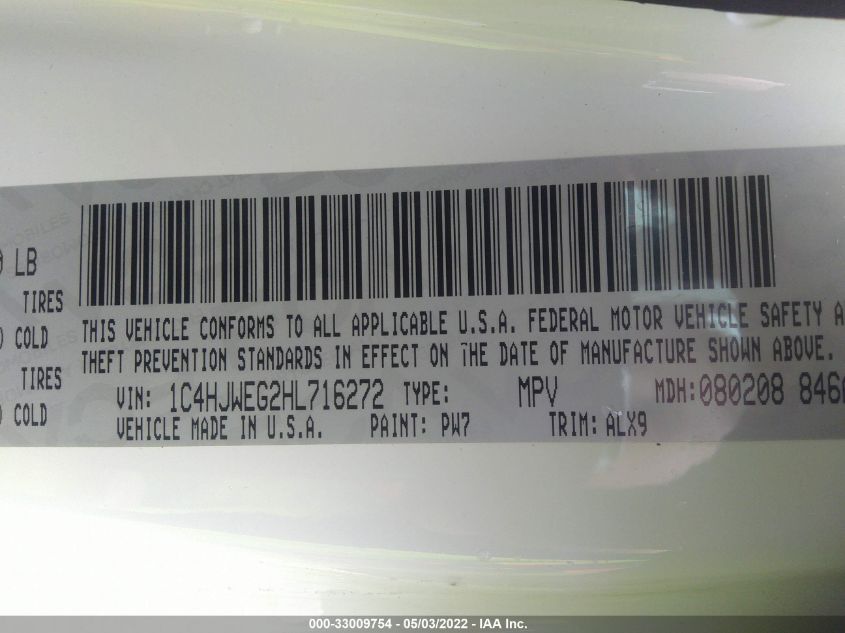 LB
TIRES
COLD
TIRES
COLD
THIS VEHICLE CONFORMS TO ALL APPLICABLE U.S.A. FEDERAL MOTOR VEHICLE SAFETY A
THEFT PREVENTION STANDARDS IN EFFECT ON THE DATE OF MANUFACTURE SHOWN ABOVE.
VIN: 1C4HJWEG2HL716272 TYPE: MPV MDH:080208 846
VEHICLE MADE IN U.S.A. PAINT: PW7 TRIM: ALX9
000-33009754 - 05/03/2022 - IAA Inc.